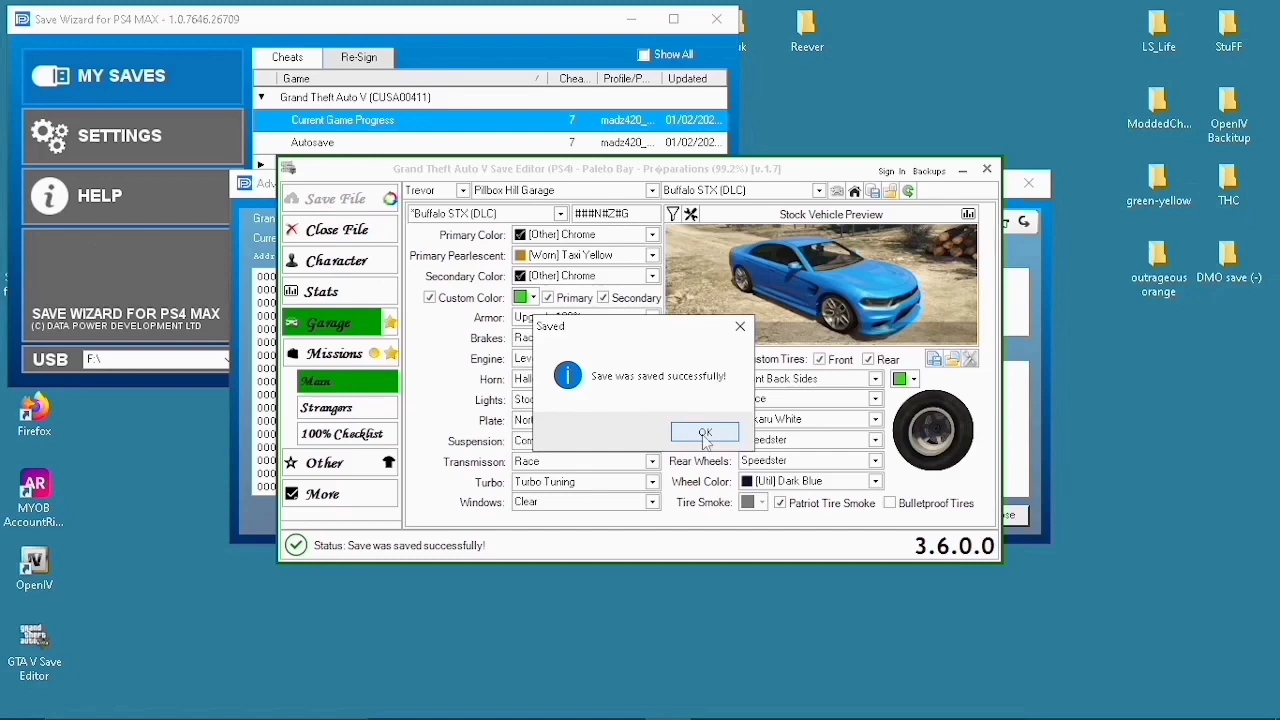 Save Wizard for PS4 MAX - 1.0.7646.26709
MY SAVES
SETTINGS
HELP
SAVE WIZARD FOR PS4 MAX
(C) DATA POWER DEVELOPMENT LTD
USB
F:\
Cheats
Re-Sign
Show All
Game
Chea...
Profile/P...
Updated
Grand Theft Auto V (CUSA00411)
Current Game Progress
7
madz420_...
01/02/202...
Autosave
7
madz420_...
01/02/202...
Grand Theft Auto V Save Editor (PS4) - Paleto Bay - Pr�parations (99.2%) [v.1.7]
Sign In
Backups
Save File
Close File
Character
Stats
Garage
Missions
Main
Strangers
100% Checklist
Other
More
Trevor
Pillbox Hill Garage
Buffalo STX (DLC)
*Buffalo STX (DLC)
###N#Z#G
Stock Vehicle Preview
Primary Color:
[Other] Chrome
Primary Pearlescent:
[Worn] Taxi Yellow
Secondary Color:
[Other] Chrome
Custom Color:
Primary
Secondary
Armor:
Brakes:
Engine:
Horn:
Lights:
Plate:
Suspension:
Transmisson:
Race
Turbo:
Turbo Tuning
Windows:
Clear
Saved
Save was saved successfully!
OK
Front
Rear
Rear Wheels:
Speedster
Wheel Color:
[Util] Dark Blue
Tire Smoke:
Patriot Tire Smoke
Bulletproof Tires
Status: Save was saved successfully!
3.6.0.0
Firefox
MYOB
AccountRi...
OpenIV
GTA V Save
Editor
Reever
LS_Life
StuFF
ModdedCh...
OpenIV
Backitup
green-yellow
THC
outrageous
orange
DMO save (-)